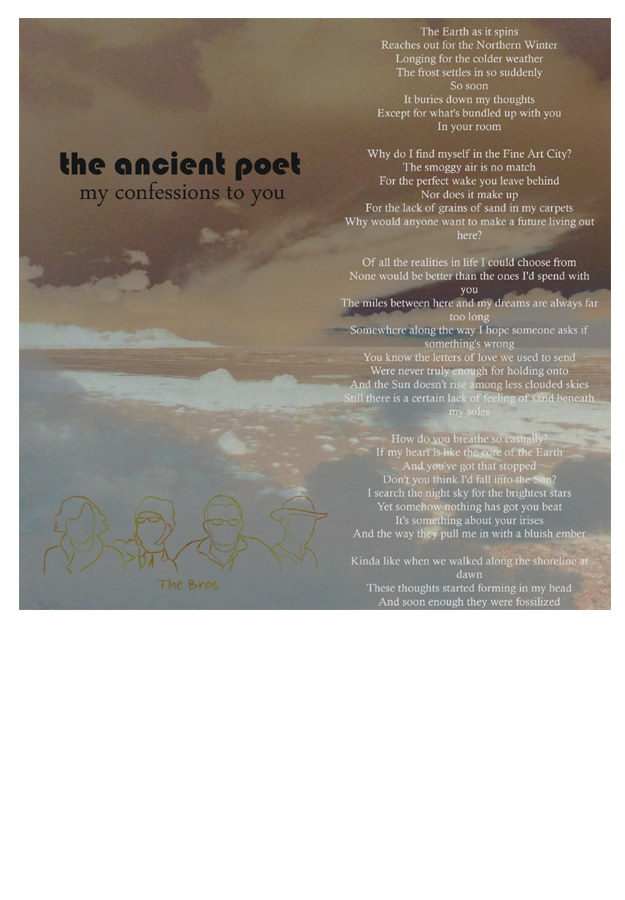 the ancient poet
my confessions to you
The Bros
The Earth as it spins
Reaches out for the Northern Winter
Longing for the colder weather
The frost settles in so suddenly
So soon
It buries down my thoughts
Except for what's bundled up with you
In your room
Why do I find myself in the Fine Art City?
The smoggy air is no match
For the perfect wake you leave behind
Nor does it make up
For the lack of grains of sand in my carpets
Why would anyone want to make a future living out
here?
Of all the realities in life I could choose from
None would be better than the ones I'd spend with
you
The miles between here and my dreams are always far
too long
Somewhere along the way I hope someone asks if
something's wrong
You know the letters of love we used to send
Were never truly enough for holding onto
And the Sun doesn't rise among less clouded skies
Still there is a certain lack of feeling of sand beneath
my soles
How do you breathe so casually?
If my heart is like the core of the Earth
And you've got that stopped
Don't you think I'd fall into the Sun?
I search the night sky for the brightest stars
Yet somehow nothing has got you beat
It's something about your irises
And the way they pull me in with a bluish ember
Kinda like when we walked along the shoreline at
dawn
These thoughts started forming in my head
And soon enough they were fossilized